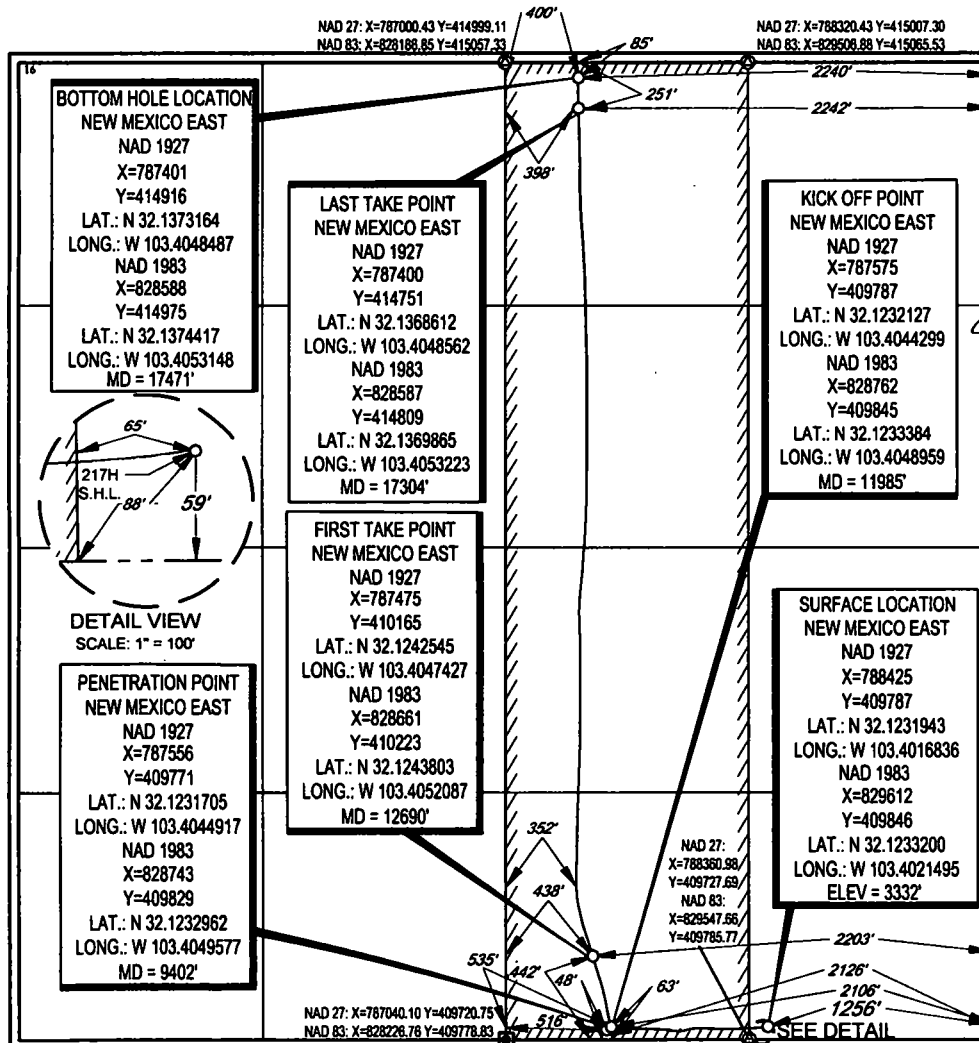 400'
NAD 27: X=787000.43 Y=414999.11
NAD 83: X=828186.85 Y=415057.33
85'
NAD 27: X=788320.43 Y=415007.30
NAD 83: X=829506.88 Y=415065.53
16
2240'
251'
2242'
398'
BOTTOM HOLE LOCATION
NEW MEXICO EAST
NAD 1927
X=787401
Y=414916
LAT.: N 32.1373164
LONG.: W 103.4048487
NAD 1983
X=828588
Y=414975
LAT.: N 32.1374417
LONG.: W 103.4053148
MD = 17471'
LAST TAKE POINT
NEW MEXICO EAST
NAD 1927
X=787400
Y=414751
LAT.: N 32.1368612
LONG.: W 103.4048562
NAD 1983
X=828587
Y=414809
LAT.: N 32.1369865
LONG.: W 103.4053223
MD = 17304'
KICK OFF POINT
NEW MEXICO EAST
NAD 1927
X=787575
Y=409787
LAT.: N 32.1232127
LONG.: W 103.4044299
NAD 1983
X=828762
Y=409845
LAT.: N 32.1233384
LONG.: W 103.4048959
MD = 11985'
65'
217H
S.H.L.
88'
59'
DETAIL VIEW
SCALE: 1" = 100'
FIRST TAKE POINT
NEW MEXICO EAST
NAD 1927
X=787475
Y=410165
LAT.: N 32.1242545
LONG.: W 103.4047427
NAD 1983
X=828661
Y=410223
LAT.: N 32.1243803
LONG.: W 103.4052087
MD = 12690'
SURFACE LOCATION
NEW MEXICO EAST
NAD 1927
X=788425
Y=409787
LAT.: N 32.1231943
LONG.: W 103.4016836
NAD 1983
X=829612
Y=409846
LAT.: N 32.1233200
LONG.: W 103.4021495
ELEV = 3332'
PENETRATION POINT
NEW MEXICO EAST
NAD 1927
X=787556
Y=409771
LAT.: N 32.1231705
LONG.: W 103.4044917
NAD 1983
X=828743
Y=409829
LAT.: N 32.1232962
LONG.: W 103.4049577
MD = 9402'
352'
438'
NAD 27:
X=788360.98
Y=409727.69
NAD 83:
X=829547.66
Y=409785.77
2203'
535'
442'
48'
63'
2126'
2106'
1256'
516'
SEE DETAIL
NAD 27: X=787040.10 Y=409720.75
NAD 83: X=828226.76 Y=409778.83